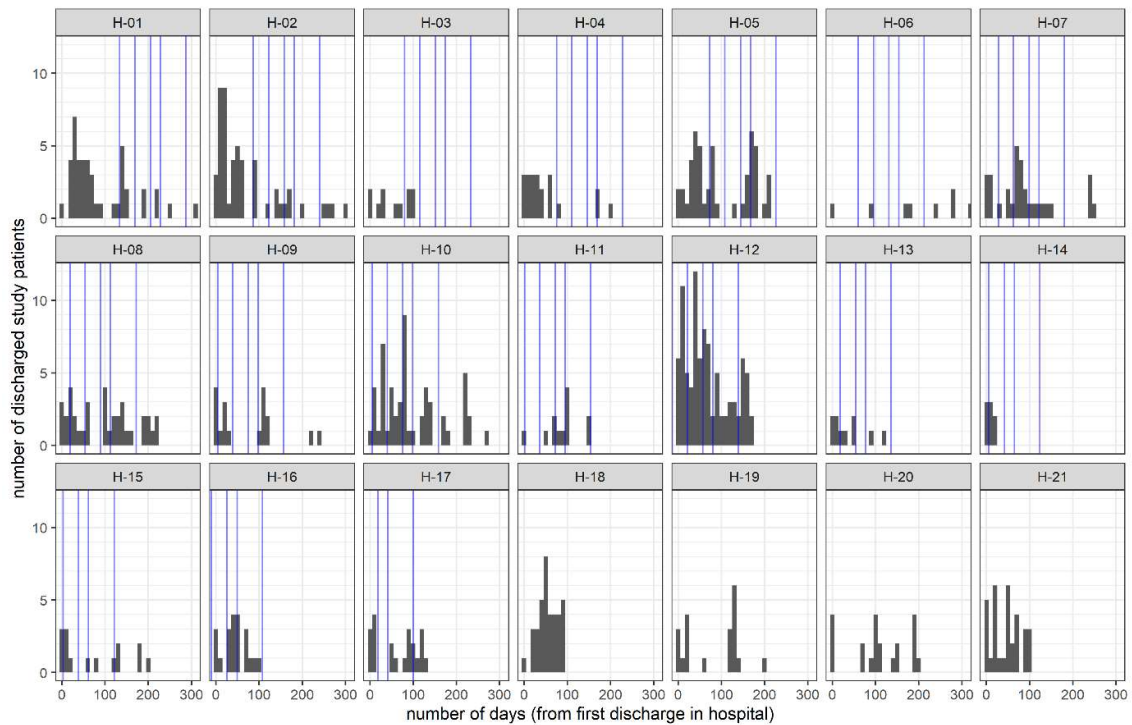 H-01 H-02 H-03 H-04 H-05 H-06 H-07
10
5
0
H-08 H-09 H-10 H-11 H-12 H-13 H-14
10
5
0
H-15 H-16 H-17 H-18 H-19 H-20 H-21
10
5
0
0 100 200 300 0 100 200 300 0 100 200 300 0 100 200 300 0 100 200 300 0 100 200 300 0 100 200 300
number of days (from first discharge in hospital)
number of discharged study patients